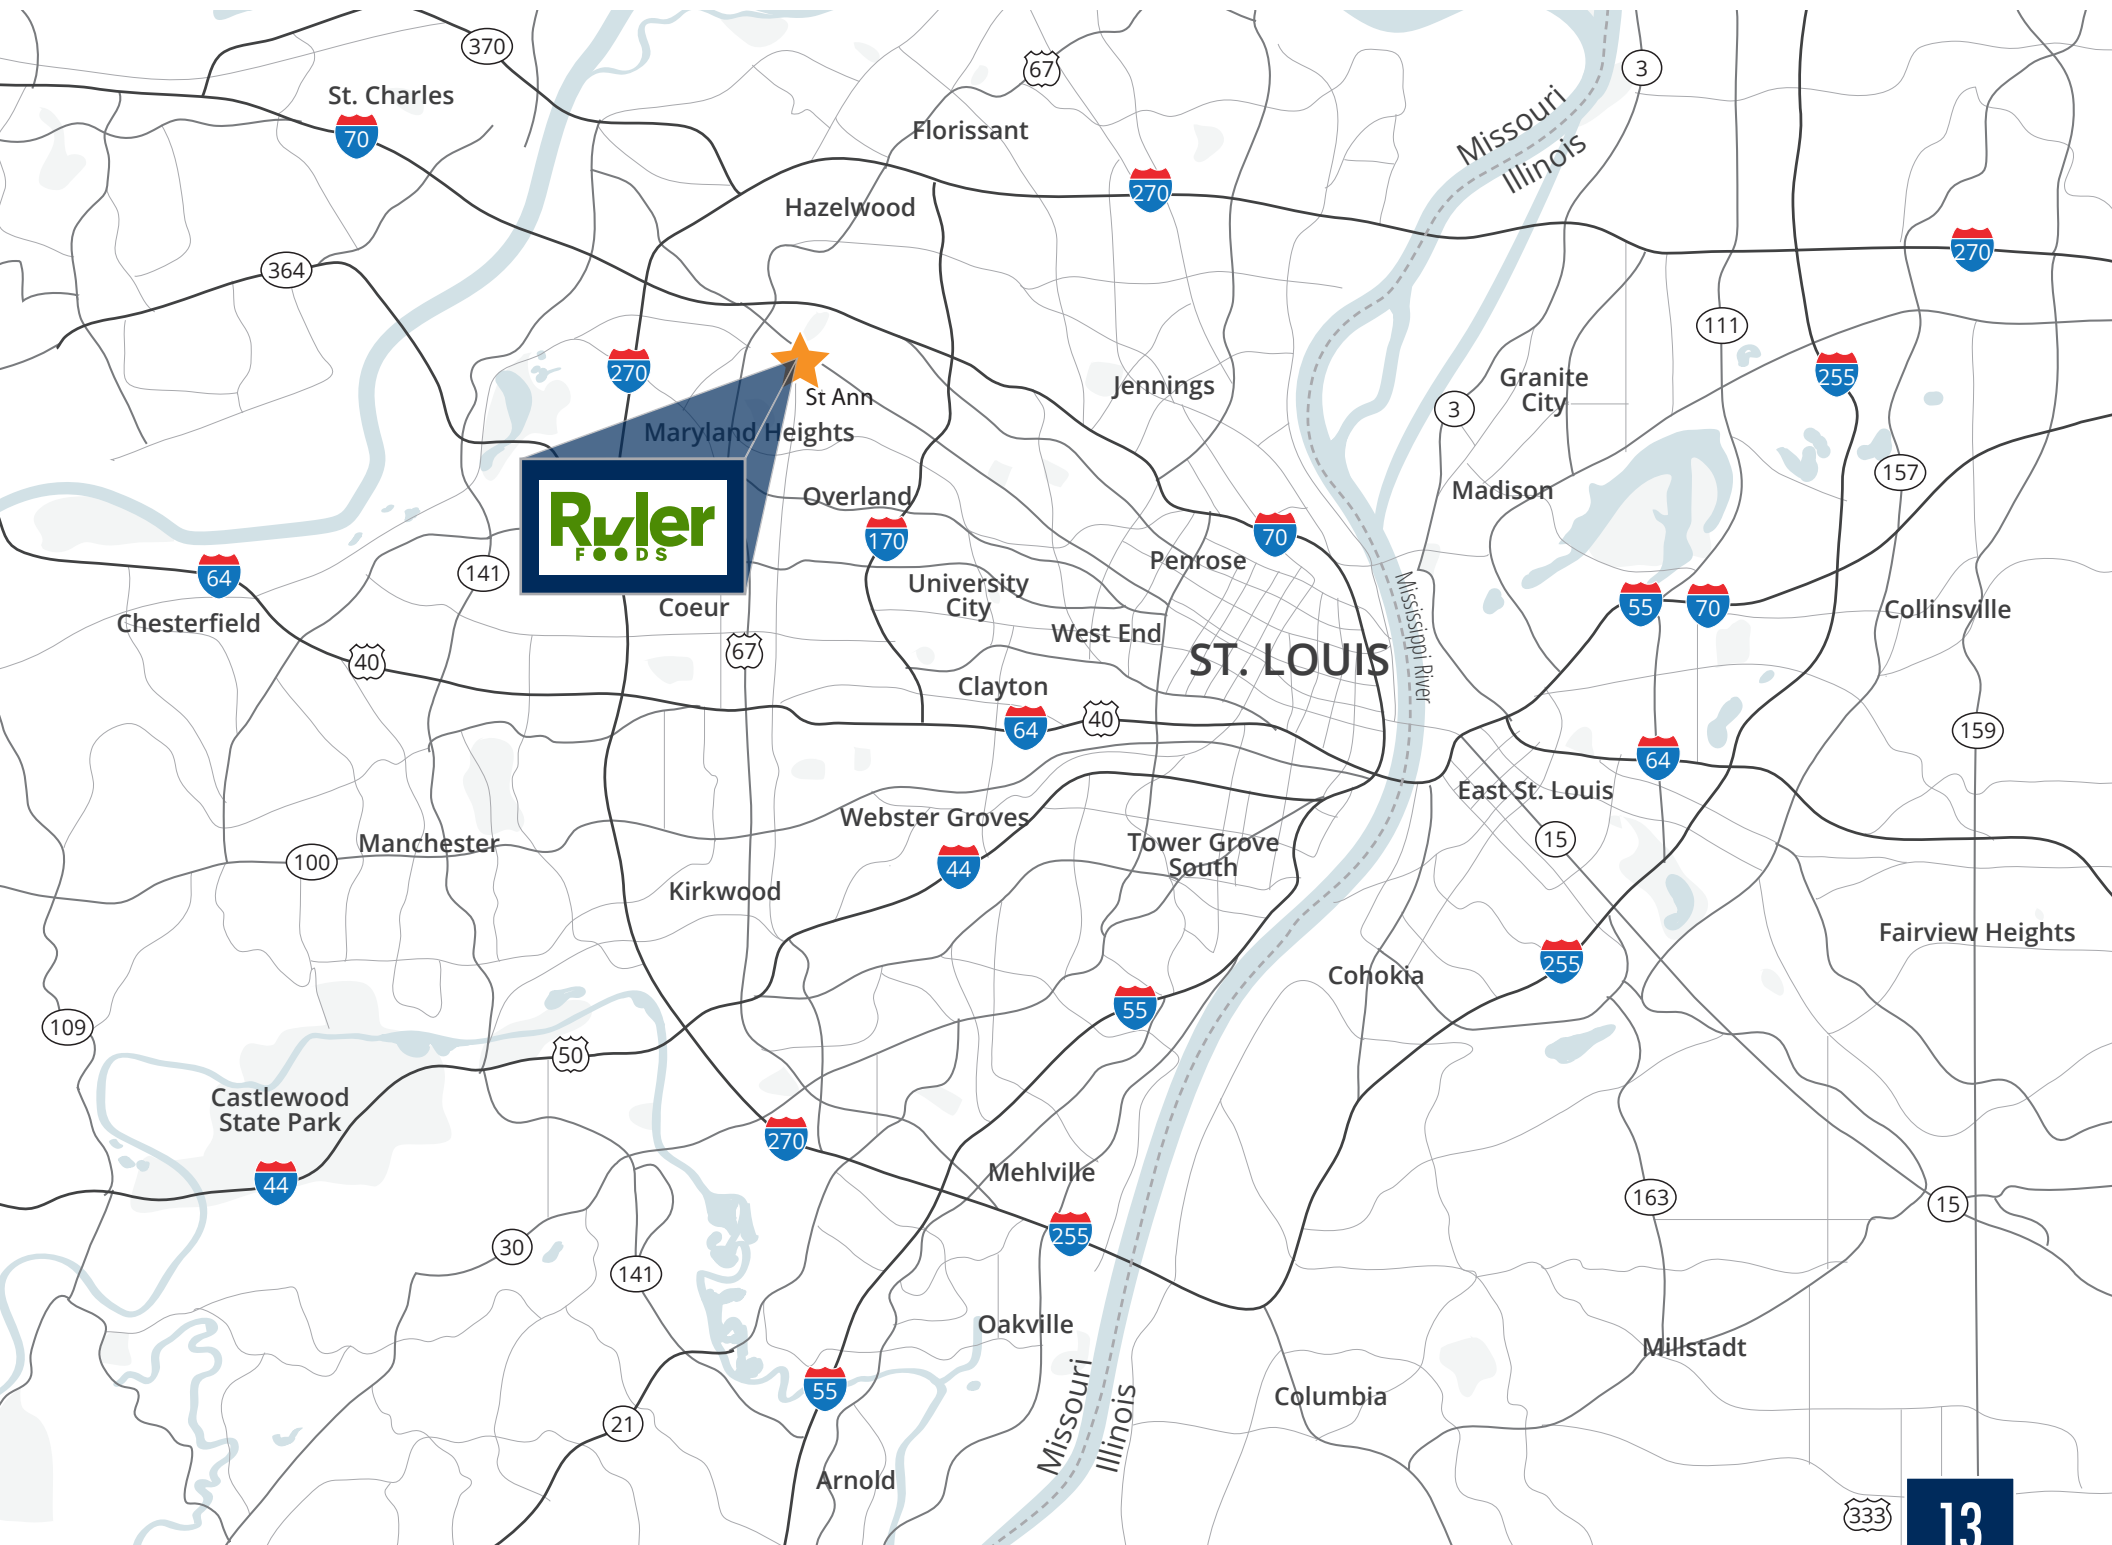 370
67
3
St. Charles
70
Florissant
Missouri
Illinois
270
Hazelwood
270
364
111
270
255
St Ann
Jennings
Granite
City
3
Maryland Heights
157
Madison
Overland
Ruler
FOODS
170
70
Penrose
64
141
University
City
Mississippi River
55
70
Coeur
Collinsville
Chesterfield
West End
67
40
ST. LOUIS
Clayton
64
40
159
64
East St. Louis
Webster Groves
15
Manchester
100
Tower Grove
South
44
Kirkwood
Fairview Heights
255
Cohokia
55
109
50
Castlewood
State Park
270
Mehlville
44
163
15
255
30
141
Oakville
Millstadt
55
Missouri
Illinois
Columbia
21
Arnold
333
13